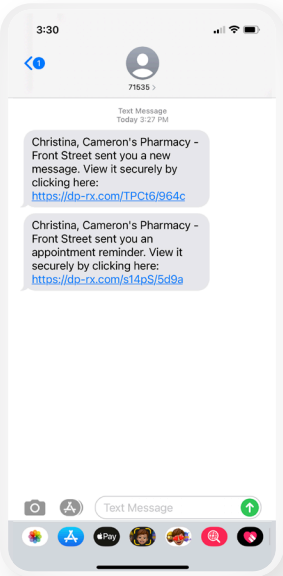 3:30
1
71535 >
Text Message
Today 3:27 PM
Christina, Cameron's Pharmacy -
Front Street sent you a new
message. View it securely by
clicking here:
https://dp-rx.com/TPCt6/964c
Christina, Cameron's Pharmacy -
Front Street sent you an
appointment reminder. View it
securely by clicking here:
https://dp-rx.com/s14pS/5d9a
Text Message
Pay